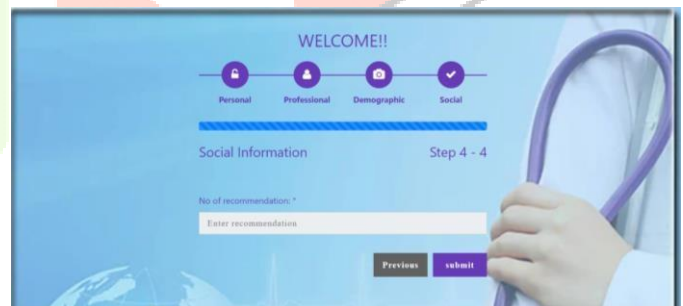 WELCOME!!
Personal Professional Demographic Social
Social Information Step 4 - 4
No of recommendation: *
Enter recommendation
Previous submit